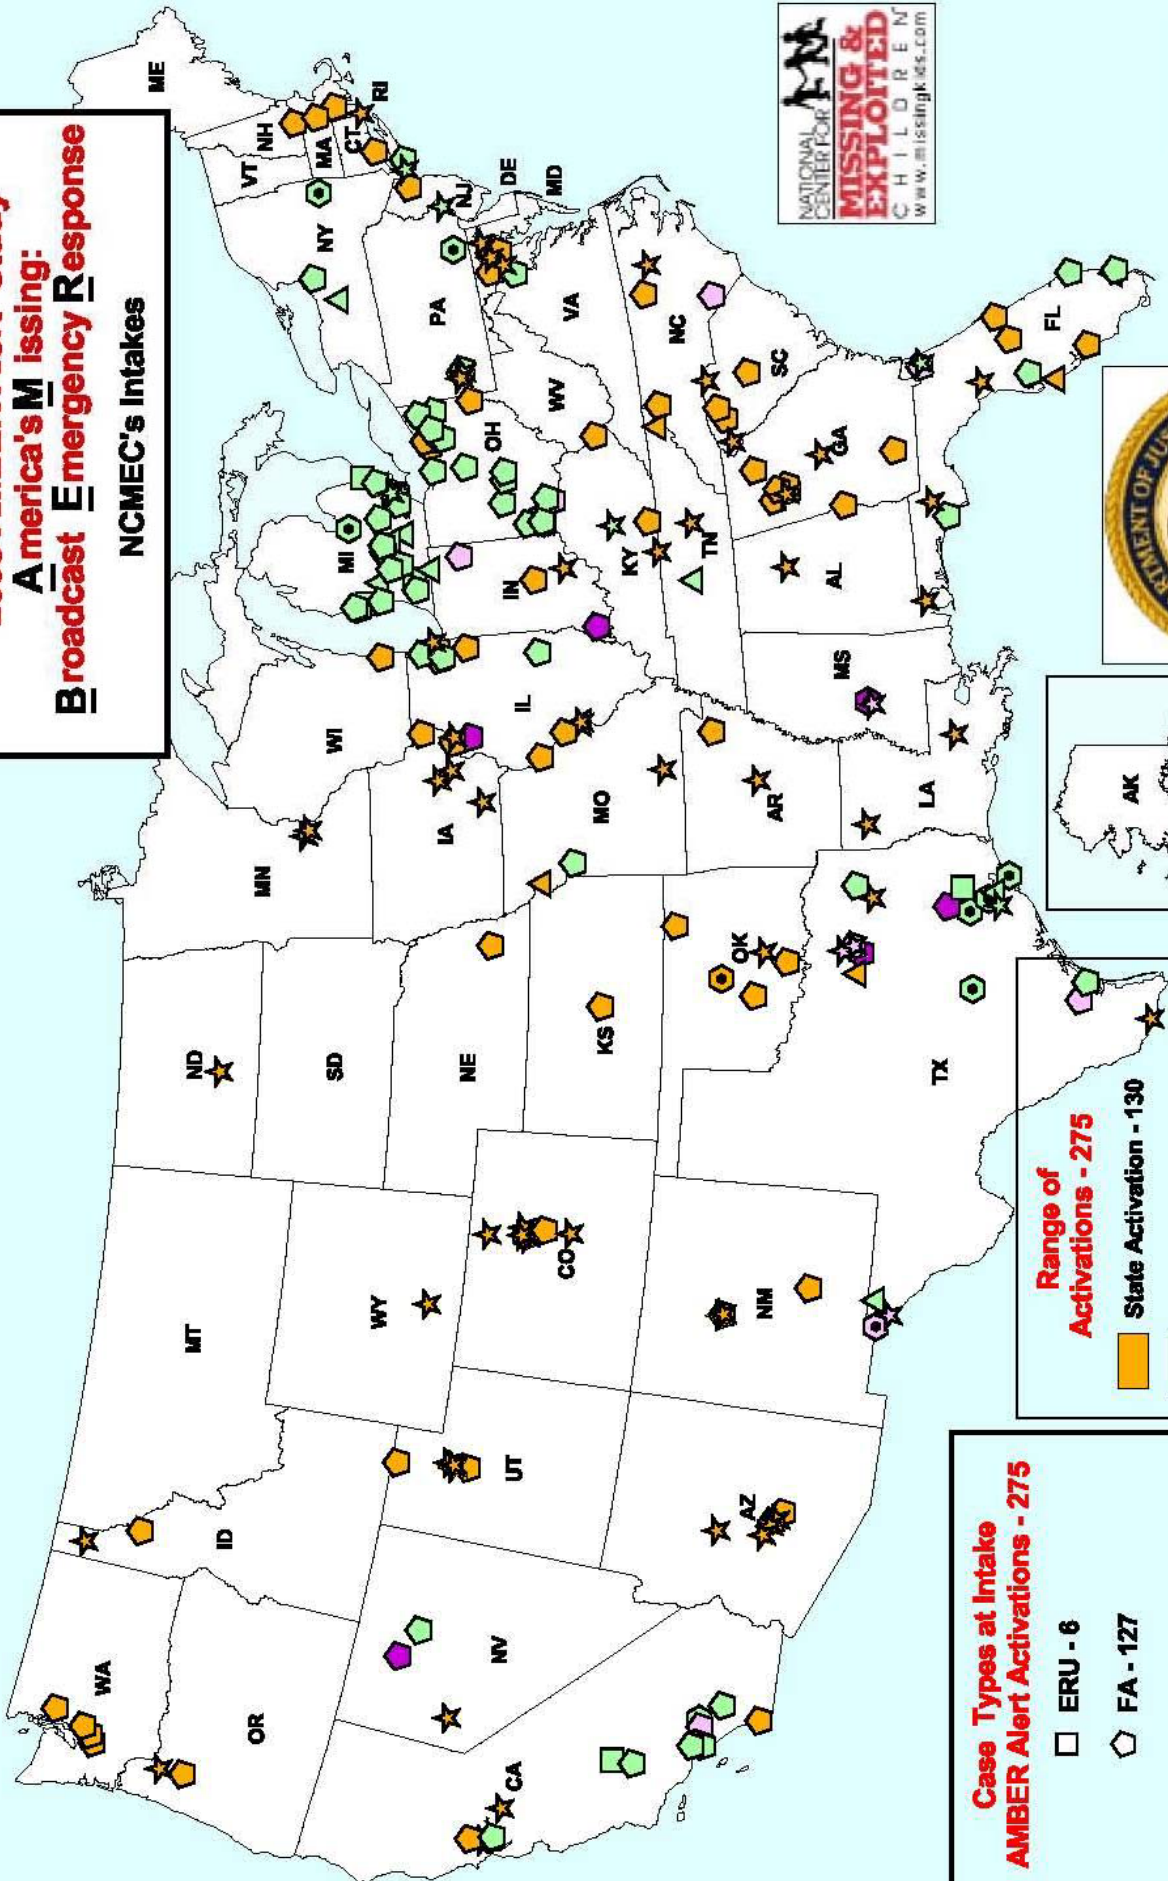 America's Missing:
Broadcast Emergency Response
NCMEC's Intakes
WA
OR
CA
NV
ID
MT
WY
UT
AZ
CO
NM
ND
SD
NE
KS
OK
TX
MN
IA
MO
AR
LA
WI
IL
MS
MI
IN
KY
TN
AL
OH
WV
GA
FL
SC
NC
VA
PA
NY
VT
NH
ME
MA
CT
RI
NJ
DE
MD
AK
NATIONAL
CENTER FOR
MISSING &
EXPLOITED
CHILDREN
www.missingkids.com
RTMENT OF JU
Case Types at Intake
AMBER Alert Activations - 275
ERU - 6
FA - 127
Range of
Activations - 275
State Activation - 130